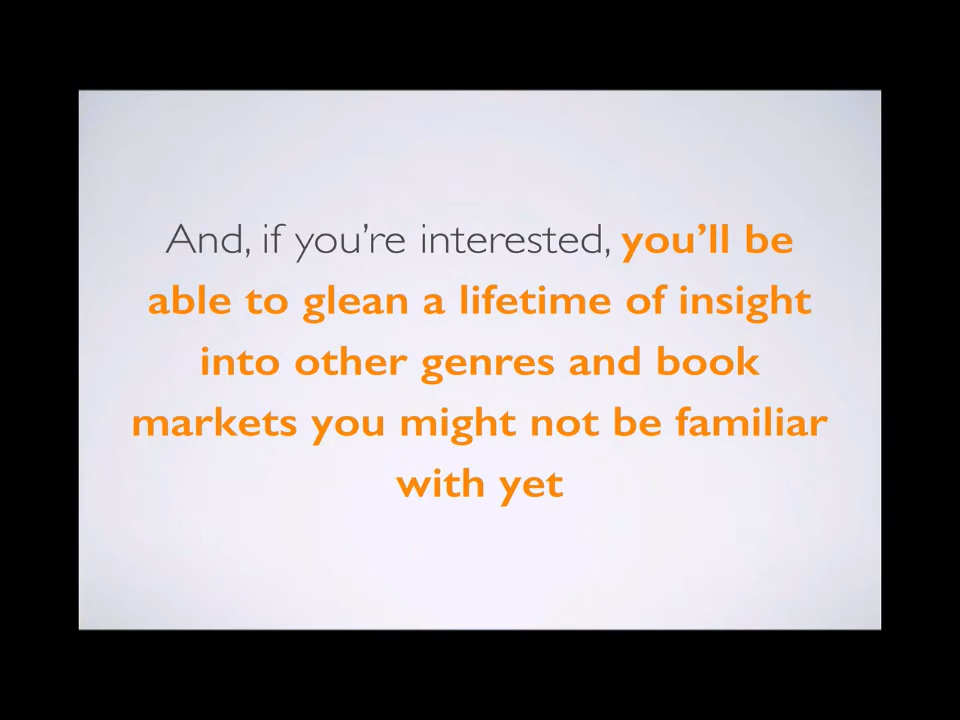 And, if you’re interested, you’ll be
able to glean a lifetime of insight
into other genres and book
markets you might not be familiar
with yet